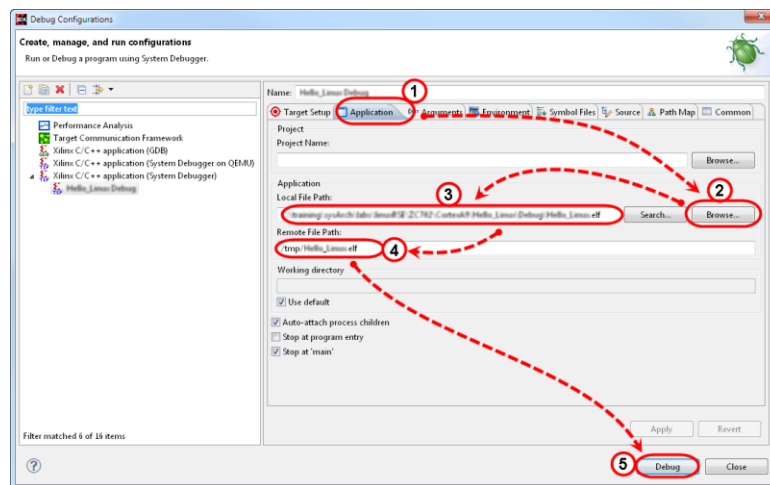 Debug Configurations
Create, manage, and run configurations
Run or Debug a program using System Debugger.
type filter text
Performance Analysis
Target Communication Framework
Xilinx C/C++ application (GDB)
Xilinx C/C++ application (System Debugger on QEMU)
Xilinx C/C++ application (System Debugger)
Hello_Linux Debug
Filter matched 6 of 16 items
Name: Hello_Linux Debug
1
Target Setup Application Arguments Environment Symbol Files Source Path Map Common
Project
Project Name:
Browse...
Application
2
Local File Path:
3
.elf Search... Browse...
Remote File Path:
/tmp/Hello_Linux.elf 4
Working directory
Use default
Auto-attach process children
Stop at program entry
Stop at 'main'
Apply Revert
5 Debug Close